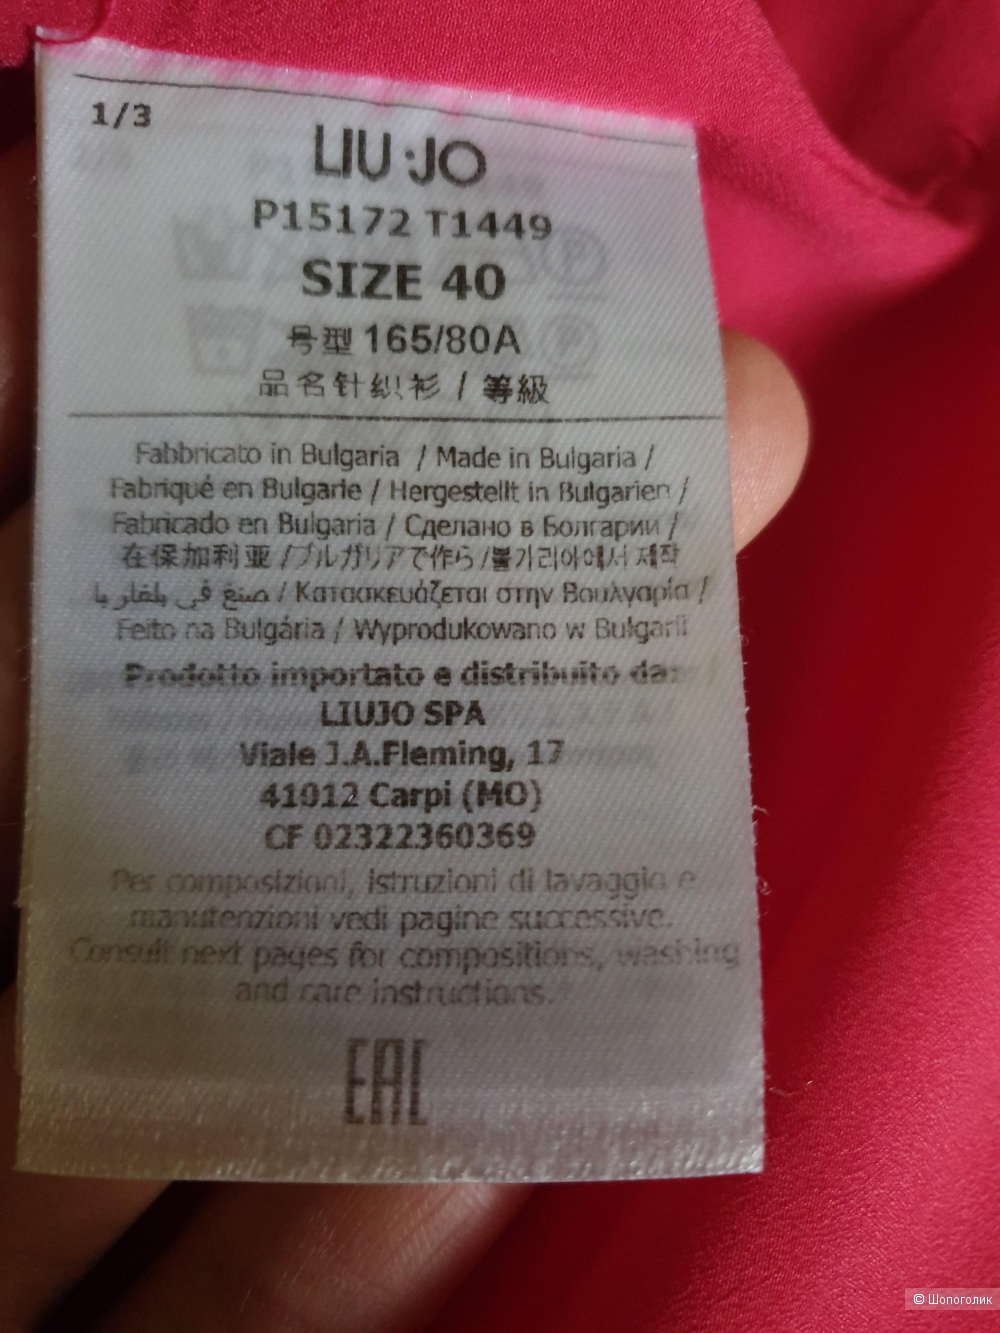 1/3
LIU·JO
P15172 T1449
SIZE 40
号型 165/80A
品名针织衫 / 等級
Fabbricato in Bulgaria / Made in Bulgaria /
Fabriqué en Bulgarie / Hergestellt in Bulgarien /
Fabricado en Bulgaria / Сделано в Болгарии /
在保加利亚 /ブルガリアで作ら /불가리아에서 제작
صنع في بلغاريا / Κατασκευάζεται στην Βουλγαρία /
Feito na Bulgária / Wyprodukowano w Bulgarii
Prodotto importato e distribuito da:
LIUJO SPA
Viale J.A.Fleming, 17
41012 Carpi (MO)
CF 02322360369
Per composizioni, istruzioni di lavaggio e
manutenzioni vedi pagine successive.
Consult next pages for compositions, washing
and care instructions.
EAC
© Шопоголик